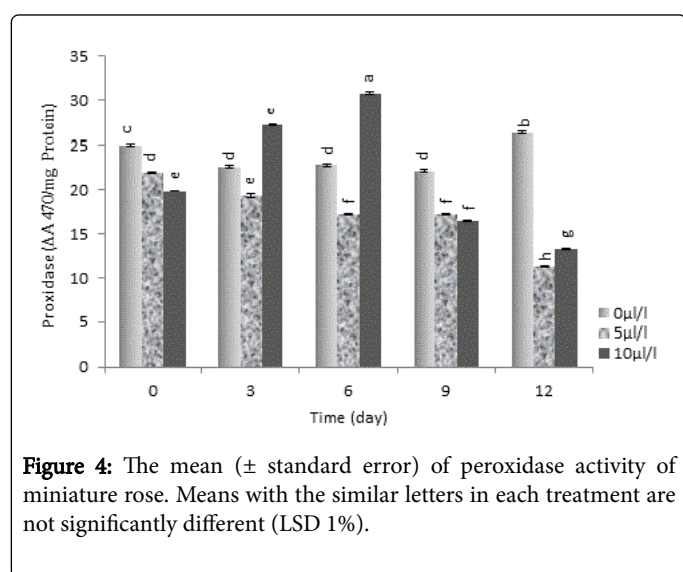 35
30
25
20
15
10
5
0
Proxidase (ΔA 470/mg Protein)
c
d
e
d
e
e
d
f
a
d
f
f
b
h
g
0
3
6
9
12
Time (day)
0µl/l
5µl/l
10µl/l
Figure 4: The mean (± standard error) of peroxidase activity of
miniature rose. Means with the similar letters in each treatment are
not significantly different (LSD 1%).